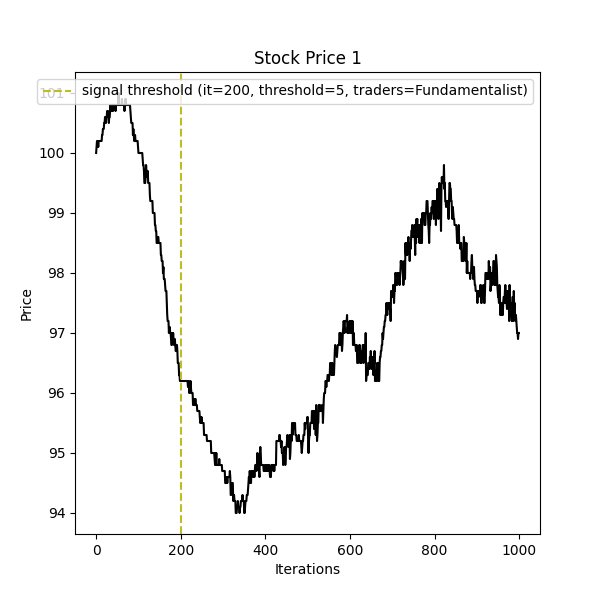 Stock Price 1
signal threshold (it=200, threshold=5, traders=Fundamentalist)
101
100
99
98
97
96
95
94
Price
0 200 400 600 800 1000
Iterations